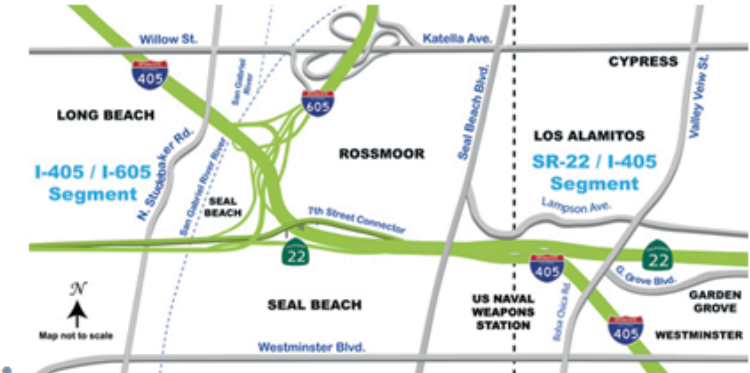 Willow St.
Katella Ave.
CYPRESS
Valley Veiw St.
San Gabriel
River
405
605
LONG BEACH
Seal Beach Blvd.
LOS ALAMITOS
N. Studebaker Rd.
ROSSMOOR
I-405 / I-605
Segment
SR-22 / I-405
Segment
San Gabriel River River
SEAL
BEACH
7th Street Connector
Lampson Ave.
22
405
22
G. Grove Blvd.
N
Map not to scale
SEAL BEACH
US NAVAL
WEAPONS
STATION
Bolsa Chica Rd.
GARDEN
GROVE
405
WESTMINSTER
Westminster Blvd.